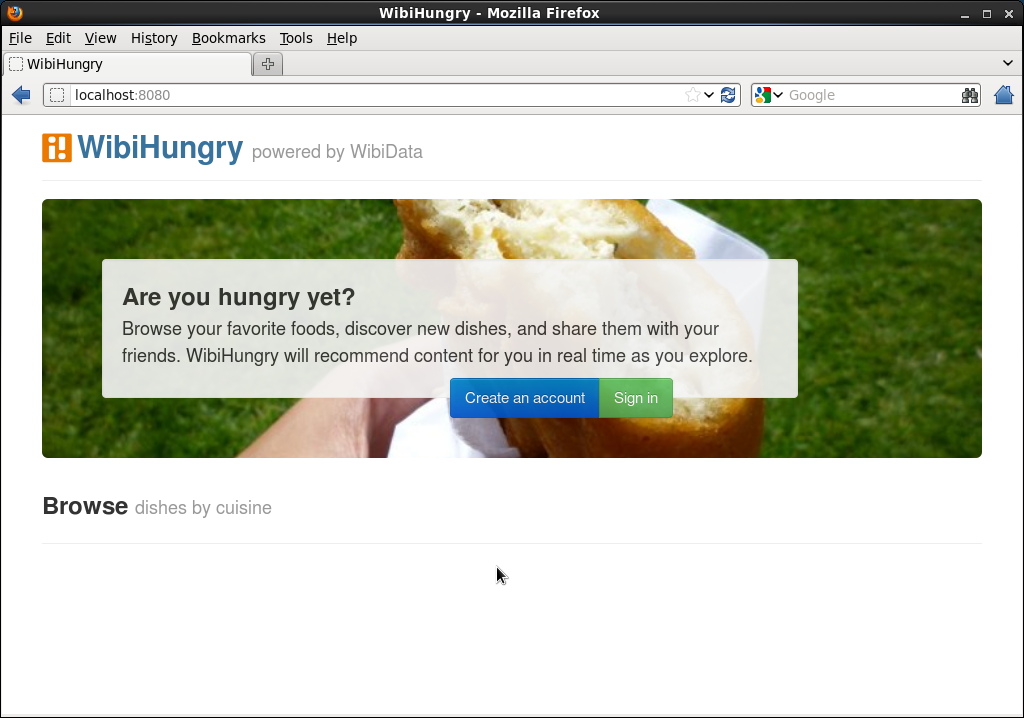 WibiHungry - Mozilla Firefox
File Edit View History Bookmarks Tools Help
WibiHungry
localhost:8080
Google
WibiHungry powered by WibiData
Are you hungry yet?
Browse your favorite foods, discover new dishes, and share them with your
friends. WibiHungry will recommend content for you in real time as you explore.
Create an account Sign in
Browse dishes by cuisine